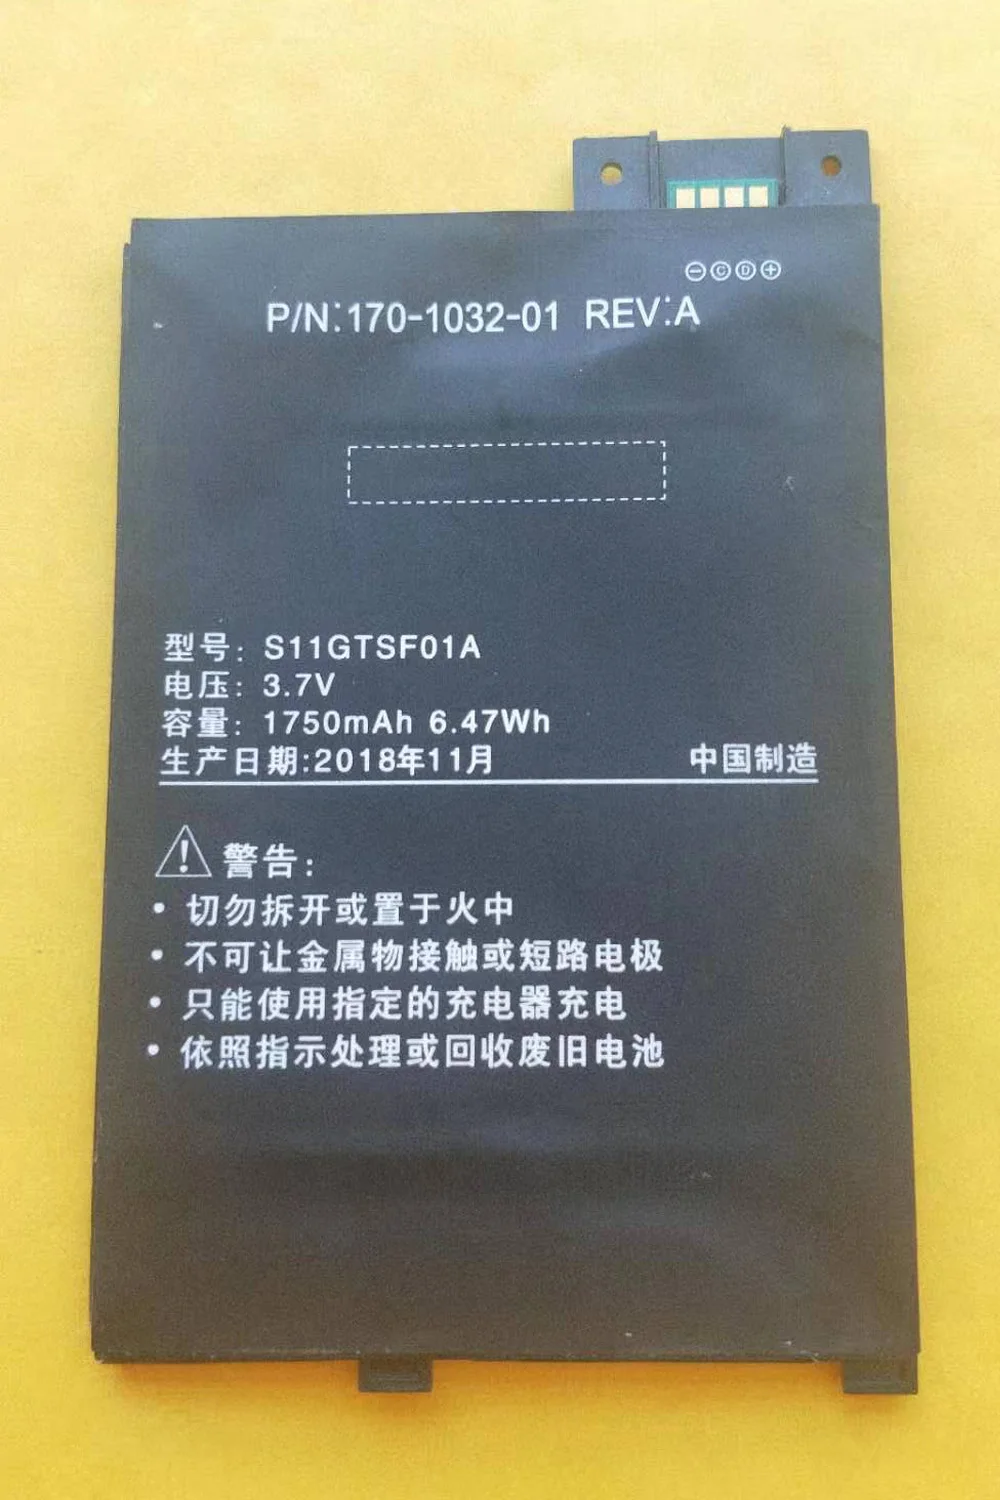 ⊖ⒸⒹ⊕
P/N:170-1032-01 REV:A
型号: S11GTSF01A
电压: 3.7V
容量: 1750mAh 6.47Wh
生产日期:2018年11月 中国制造
警告:
• 切勿拆开或置于火中
• 不可让金属物接触或短路电极
• 只能使用指定的充电器充电
• 依照指示处理或回收废旧电池